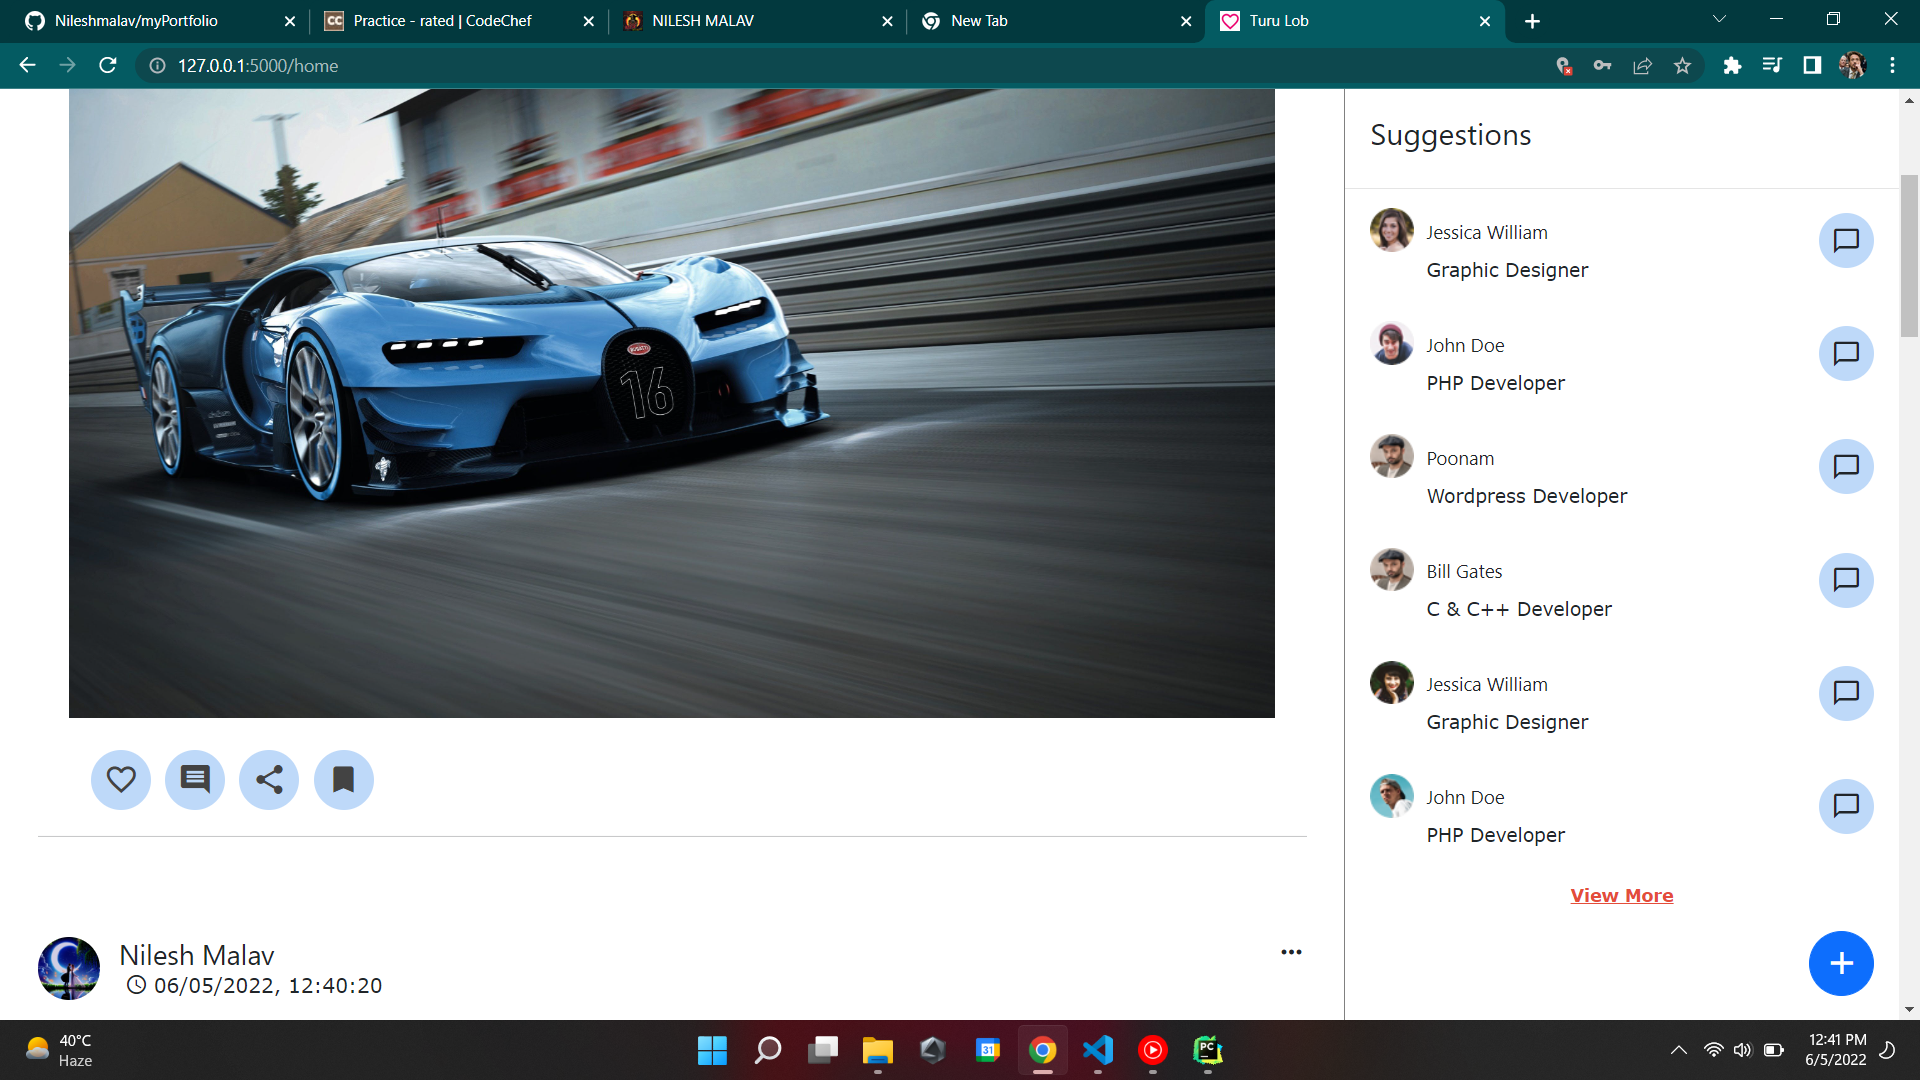 Nileshmalav/myPortfolio
Practice - rated | CodeChef
NILESH MALAV
New Tab
Turu Lob
127.0.0.1:5000/home
BUGATTI
16
Suggestions
Jessica William
Graphic Designer
John Doe
PHP Developer
Poonam
Wordpress Developer
Bill Gates
C & C++ Developer
Jessica William
Graphic Designer
John Doe
PHP Developer
View More
Nilesh Malav
06/05/2022, 12:40:20
40°C
Haze
31
PC
12:41 PM
6/5/2022